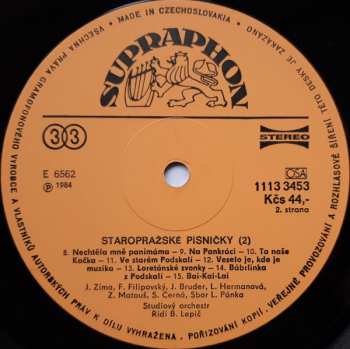 VŠECHNA PRÁVA GRAMOFONOVÉHO VÝROBCE A VLASTNÍKŮ AUTORSKÝCH PRÁV K DÍLU VYHRAŽENA. POŘIZOVÁNÍ KOPIÍ, VEŘEJNÉ PROVOZOVÁNÍ A ROZHLASOVÉ ŠÍŘENÍ TÉTO DESKY JE ZAKÁZÁNO
• MADE IN CZECHOSLOVAKIA •
SUPRAPHON
33
STEREO
E 6562
℗ 1984
OSA
1113 3453
Kčs 44,-
2. strana
STAROPRAŽSKÉ PÍSNIČKY (2)
8. Nechtěla mně panímáma - 9. Na Pankráci - 10. Ta naše
Kačka - 11. Ve starém Podskalí - 12. Veselo je, kde je
muzika - 13. Loretánské zvonky - 14. Bábrlinka
z Podskalí - 15. Bai-Kai-Lai
J. Zíma, F. Filipovský, J. Bruder, L. Hermanová,
Z. Matouš, S. Černá, Sbor L. Pánka
Studiový orchestr
Řídí B. Lepič